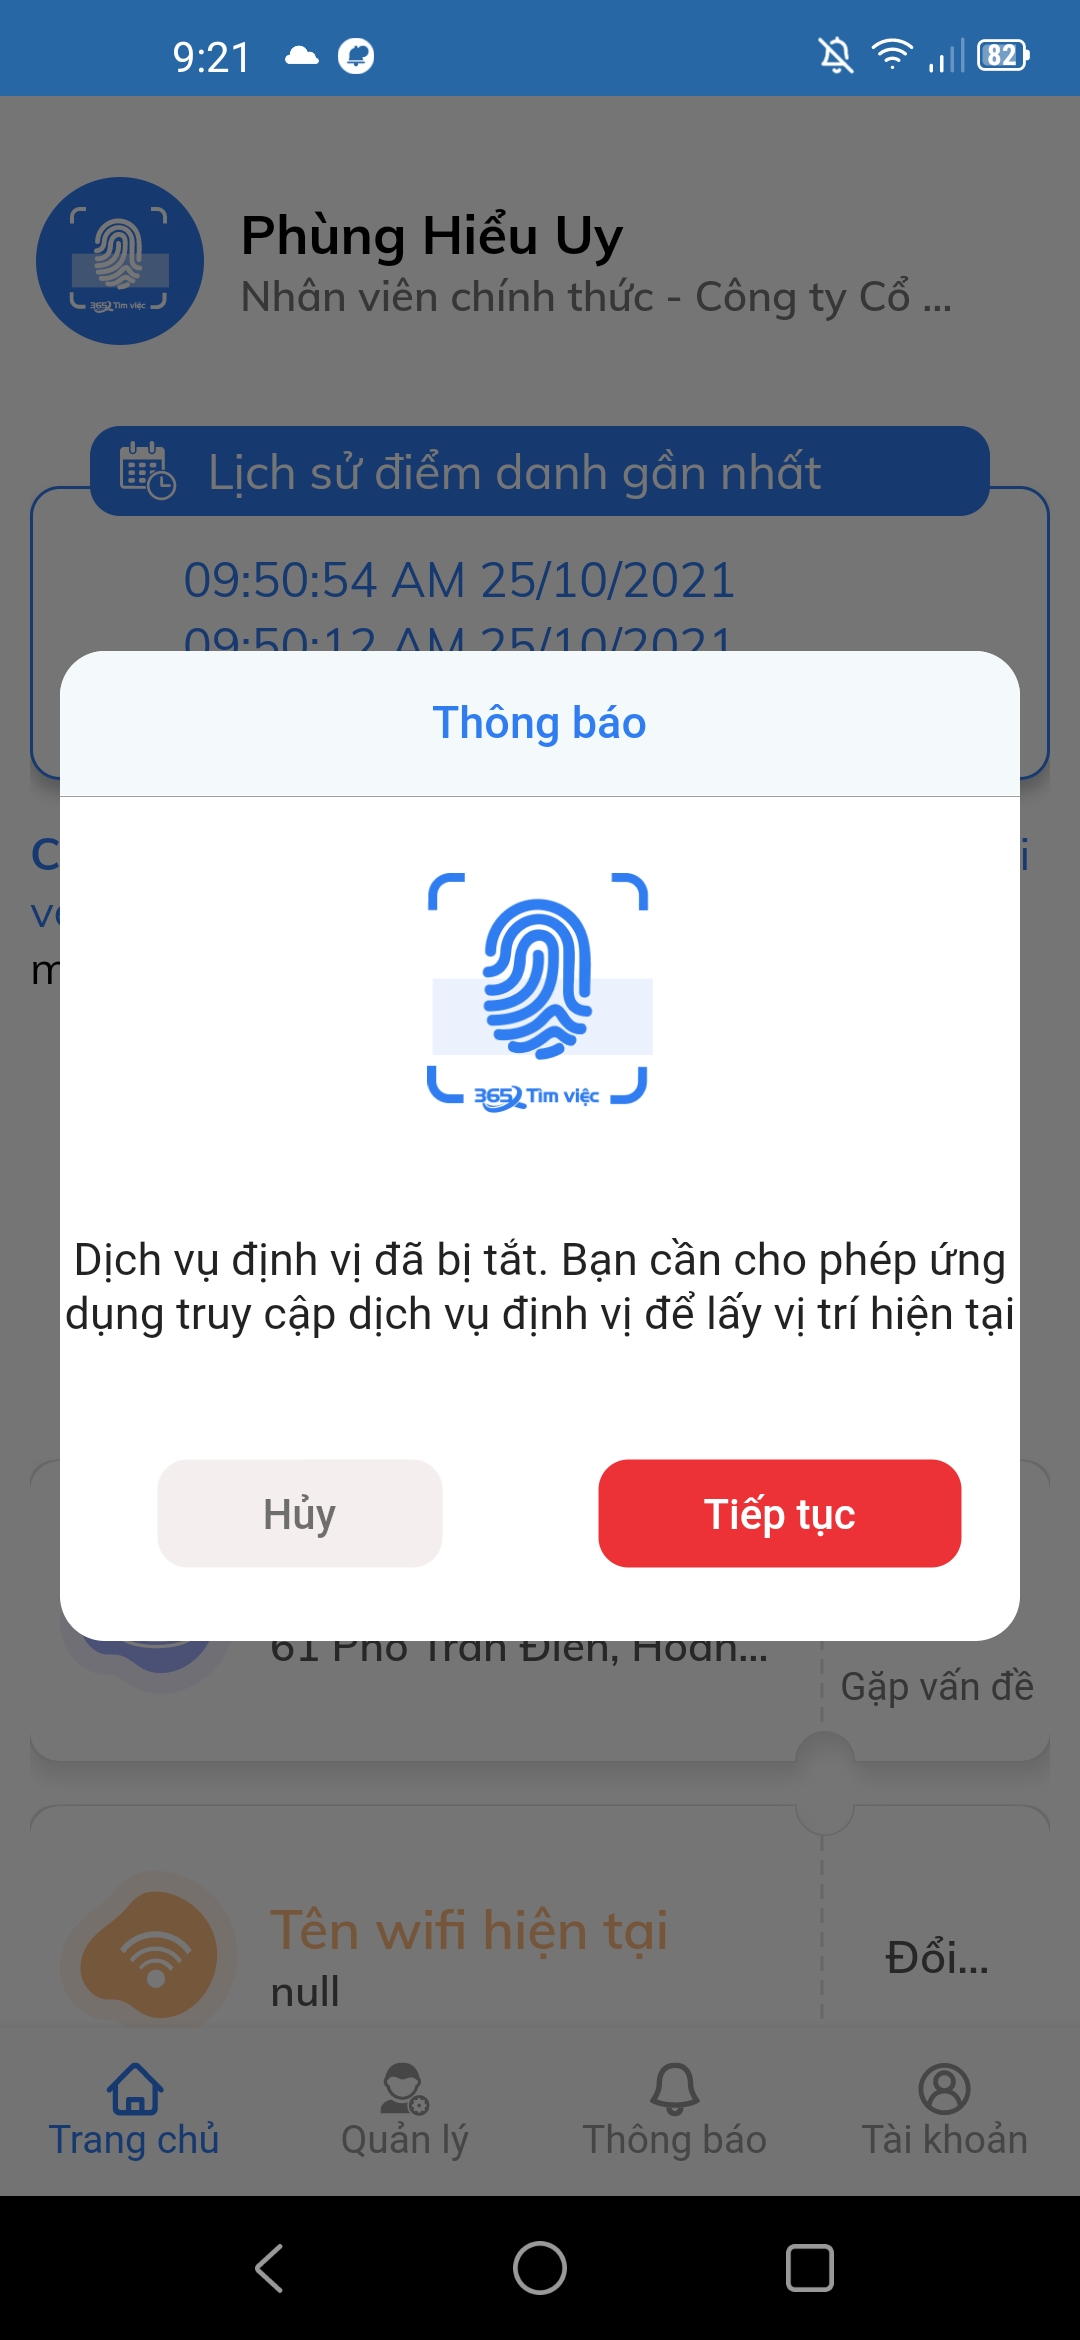 9:21
82
365 Tìm việc
Phùng Hiểu Uy
Nhân viên chính thức - Công ty Cổ ...
Lịch sử điểm danh gần nhất
09:50:54 AM 25/10/2021
09:50:12 AM 25/10/2021
Thông báo
365 Tìm việc
Dịch vụ định vị đã bị tắt. Bạn cần cho phép ứng
dụng truy cập dịch vụ định vị để lấy vị trí hiện tại
Hủy
Tiếp tục
61 Phố Trần Điền, Hoàn...
Gặp vấn đề
Tên wifi hiện tại
null
Đổi...
Trang chủ
Quản lý
Thông báo
Tài khoản